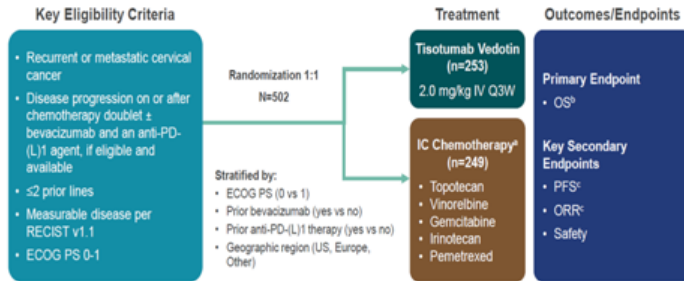 Key Eligibility Criteria
• Recurrent or metastatic cervical
cancer
• Disease progression on or after
chemotherapy doublet ±
bevacizumab and an anti-PD-
(L)1 agent, if eligible and
available
• ≤2 prior lines
• Measurable disease per
RECIST v1.1
• ECOG PS 0-1
Randomization 1:1
N=502
Stratified by:
• ECOG PS (0 vs 1)
• Prior bevacizumab (yes vs no)
• Prior anti-PD-(L)1 therapy (yes vs no)
• Geographic region (US, Europe,
Other)
Treatment
Tisotumab Vedotin
(n=253)
2.0 mg/kg IV Q3W
IC Chemotherapyᵃ
(n=249)
• Topotecan
• Vinorelbine
• Gemcitabine
• Irinotecan
• Pemetrexed
Outcomes/Endpoints
Primary Endpoint
• OSᵇ
Key Secondary
Endpoints
• PFSᶜ
• ORRᶜ
• Safety